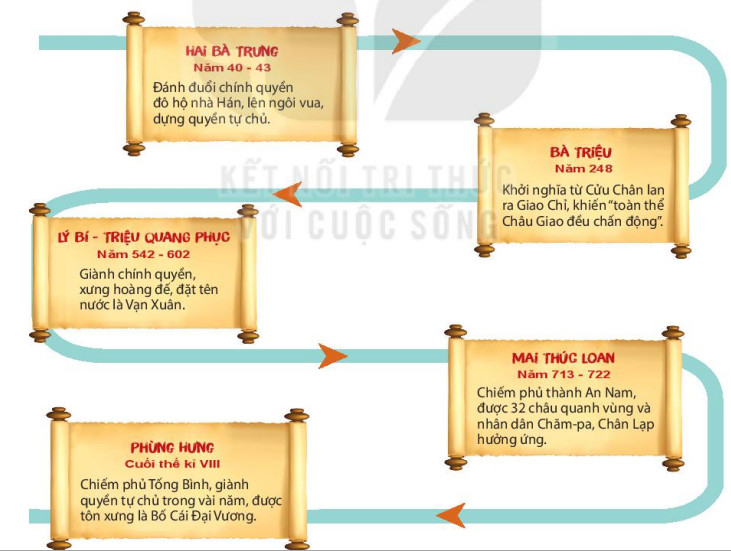 HAI BÀ TRƯNG
Năm 40 - 43
Đánh đuổi chính quyền
đô hộ nhà Hán, lên ngôi vua,
dựng quyền tự chủ.
BÀ TRIỆU
Năm 248
Khởi nghĩa từ Cửu Chân lan
ra Giao Chỉ, khiến “toàn thể
Châu Giao đều chấn động”.
KẾT NỐI TRI THỨC
VỚI CUỘC SỐNG
LÝ BÍ - TRIỆU QUANG PHỤC
Năm 542 - 602
Giành chính quyền,
xưng hoàng đế, đặt tên
nước là Vạn Xuân.
MAI THÚC LOAN
Năm 713 - 722
Chiếm phủ thành An Nam,
được 32 châu quanh vùng và
nhân dân Chăm-pa, Chân Lạp
hưởng ứng.
PHÙNG HƯNG
Cuối thế kỉ VIII
Chiếm phủ Tống Bình, giành
quyền tự chủ trong vài năm, được
tôn xưng là Bố Cái Đại Vương.